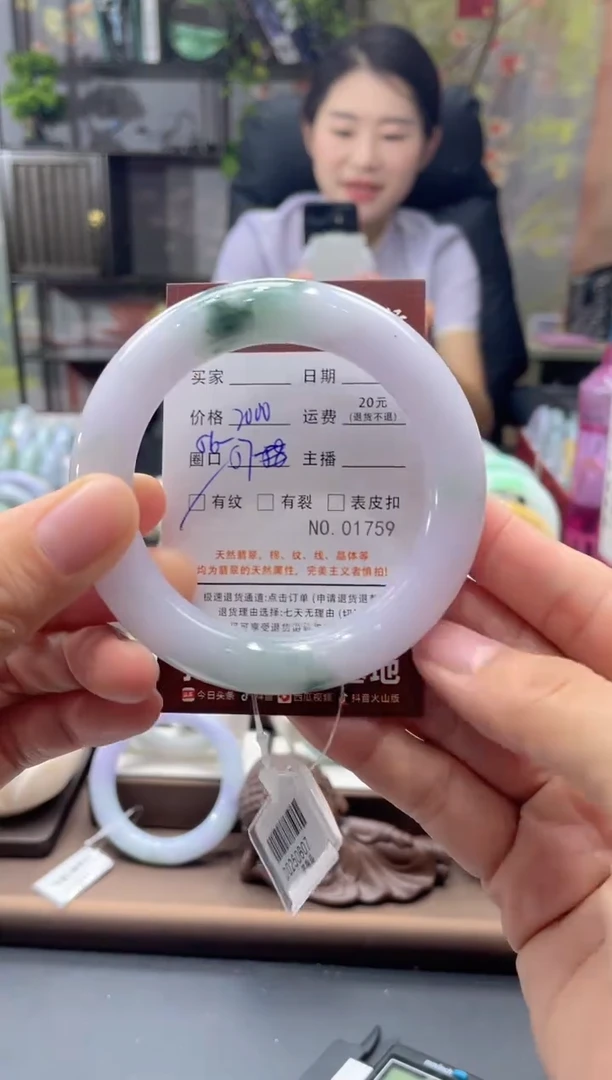 买家 日期
价格 2000 运费 20元 (退货不退)
圈口 主播
有纹 有裂 表皮扣
NO.01759
天然翡翠，棉、纹、线、晶体等
均为翡翠的天然属性，完美主义者慎拍!
极速退货通道:点击订单 (申请退货退
退货理由选择:七天无理由
地
今日头条 抖音 西瓜视频 抖音火山版